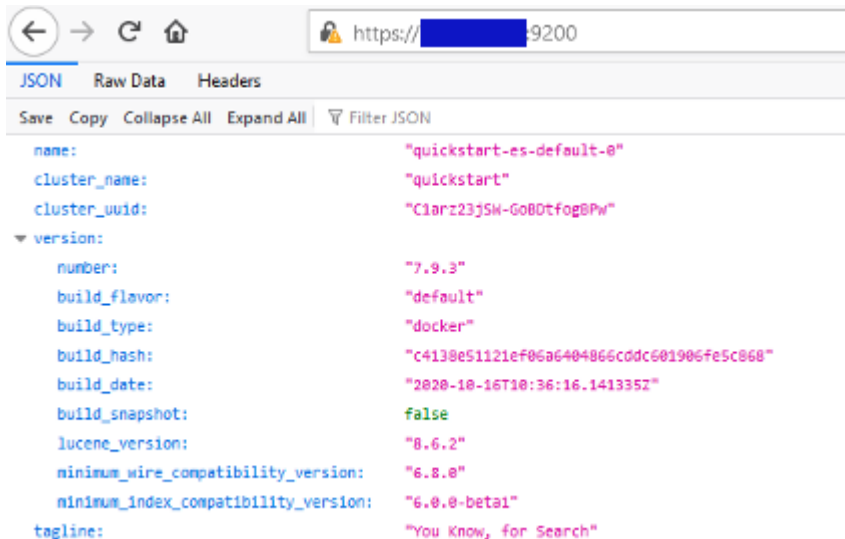 https:// :9200
JSON Raw Data Headers
Save Copy Collapse All Expand All Filter JSON
name: "quickstart-es-default-0"
cluster_name: "quickstart"
cluster_uuid: "C1arz23jSW-GoBDtfogBPw"
version:
number: "7.9.3"
build_flavor: "default"
build_type: "docker"
build_hash: "c4138e51121ef06a6404866cddc601906fe5c868"
build_date: "2020-10-16T10:36:16.141335Z"
build_snapshot: false
lucene_version: "8.6.2"
minimum_wire_compatibility_version: "6.8.0"
minimum_index_compatibility_version: "6.0.0-beta1"
tagline: "You Know, for Search"